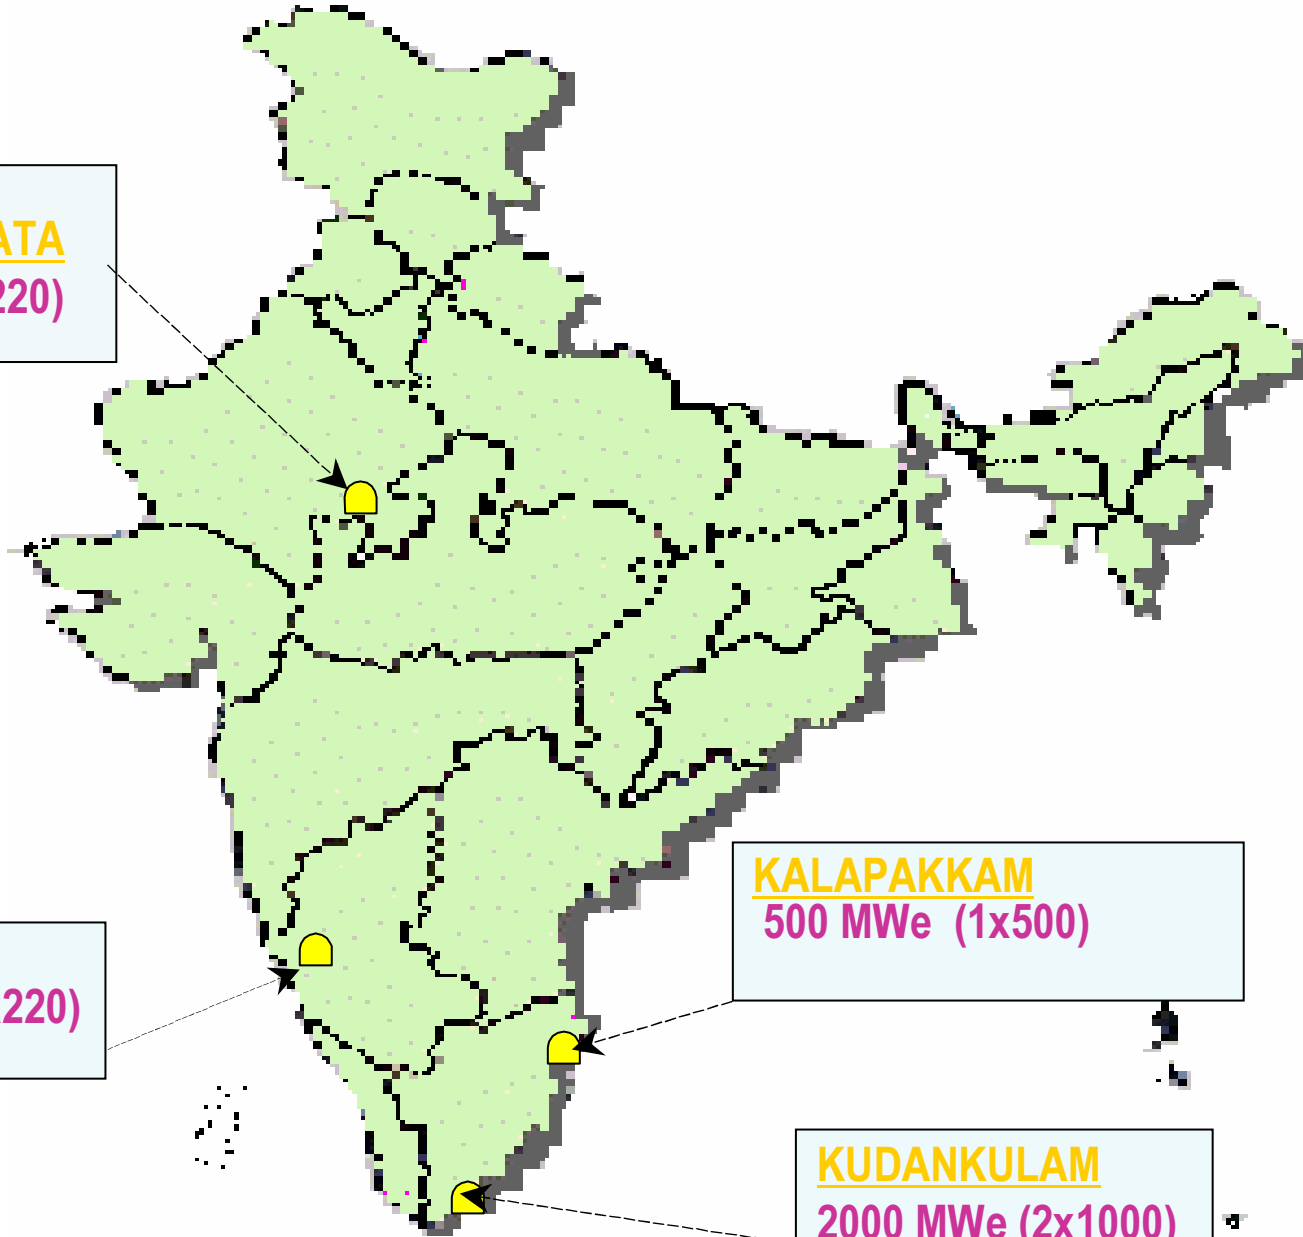 ATA
220)
KALAPAKKAM
500 MWe (1x500)
220)
KUDANKULAM
2000 MWe (2x1000)